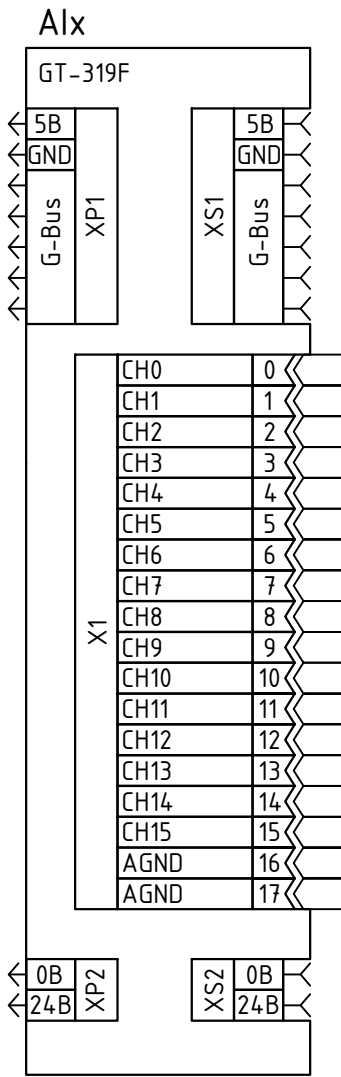 AIx
GT-319F
5В 5В
GND GND
G-Bus XP1 XS1 G-Bus
CH0 0
CH1 1
CH2 2
CH3 3
CH4 4
CH5 5
CH6 6
CH7 7
CH8 8
X1
CH9 9
CH10 10
CH11 11
CH12 12
CH13 13
CH14 14
CH15 15
AGND 16
AGND 17
0В XP2 XS2 0В
24В 24В